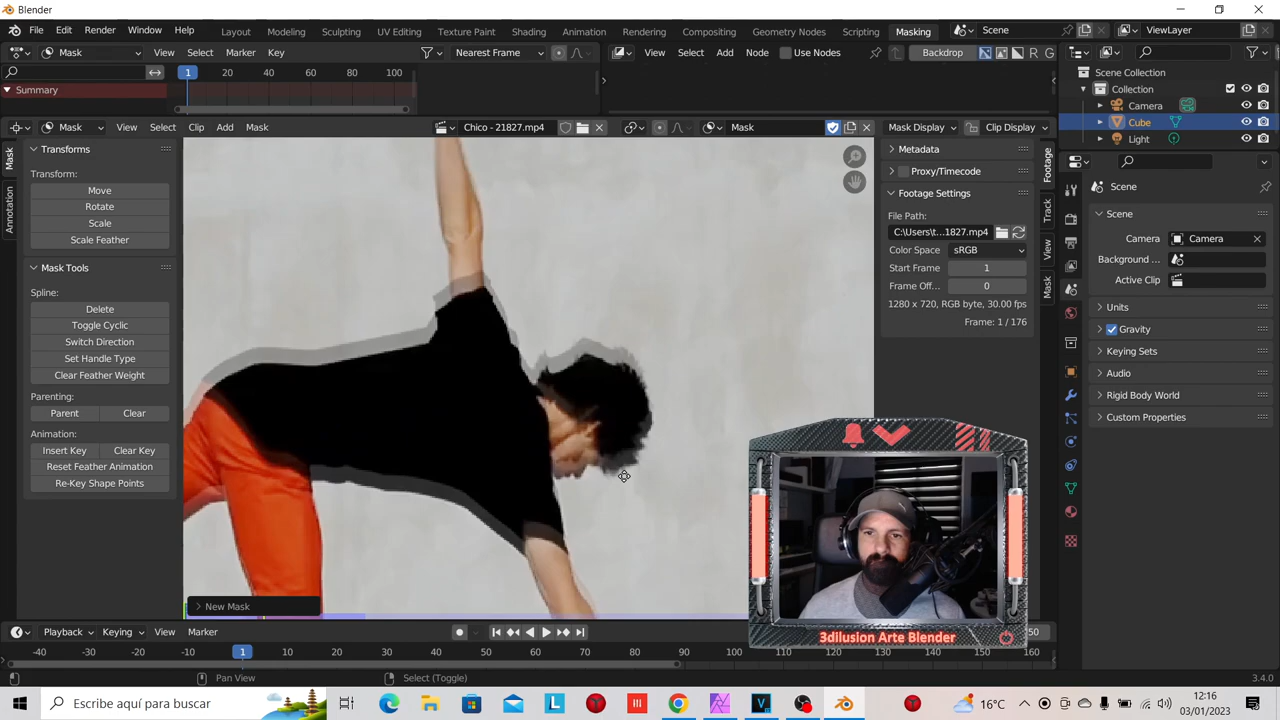 Blender
File Edit Render Window Help Layout Modeling Sculpting UV Editing Texture Paint Shading Animation Rendering Compositing Geometry Nodes Scripting Masking Scene ViewLayer
Mask View Select Marker Key Nearest Frame View Select Add Node Use Nodes Backdrop R G
1 20 40 60 80 100
Summary
Scene Collection
Collection
Camera
Cube
Light
Mask View Select Clip Add Mask Chico - 21827.mp4 Mask Mask Display Clip Display
Mask
Annotation
Transforms
Transform:
Move
Rotate
Scale
Scale Feather
Mask Tools
Spline:
Delete
Toggle Cyclic
Switch Direction
Set Handle Type
Clear Feather Weight
Parenting:
Parent Clear
Animation:
Insert Key Clear Key
Reset Feather Animation
Re-Key Shape Points
New Mask
Metadata
Proxy/Timecode
Footage Settings
File Path:
C:\Users\t...1827.mp4
Color Space sRGB
Start Frame 1
Frame Off... 0
1280 x 720, RGB byte, 30.00 fps
Frame: 1 / 176
Footage
Track
View
Mask
Scene
Scene
Camera Camera
Background ...
Active Clip
Units
Gravity
Keying Sets
Audio
Rigid Body World
Custom Properties
3dilusion Arte Blender
Playback Keying View Marker 50
-40 -30 -20 -10 1 10 20 30 40 50 60 70 80 90 100 110 120 130 140 150 160
Pan View Select (Toggle) 3.4.0
Escribe aquí para buscar 16°C 12:16
03/01/2023